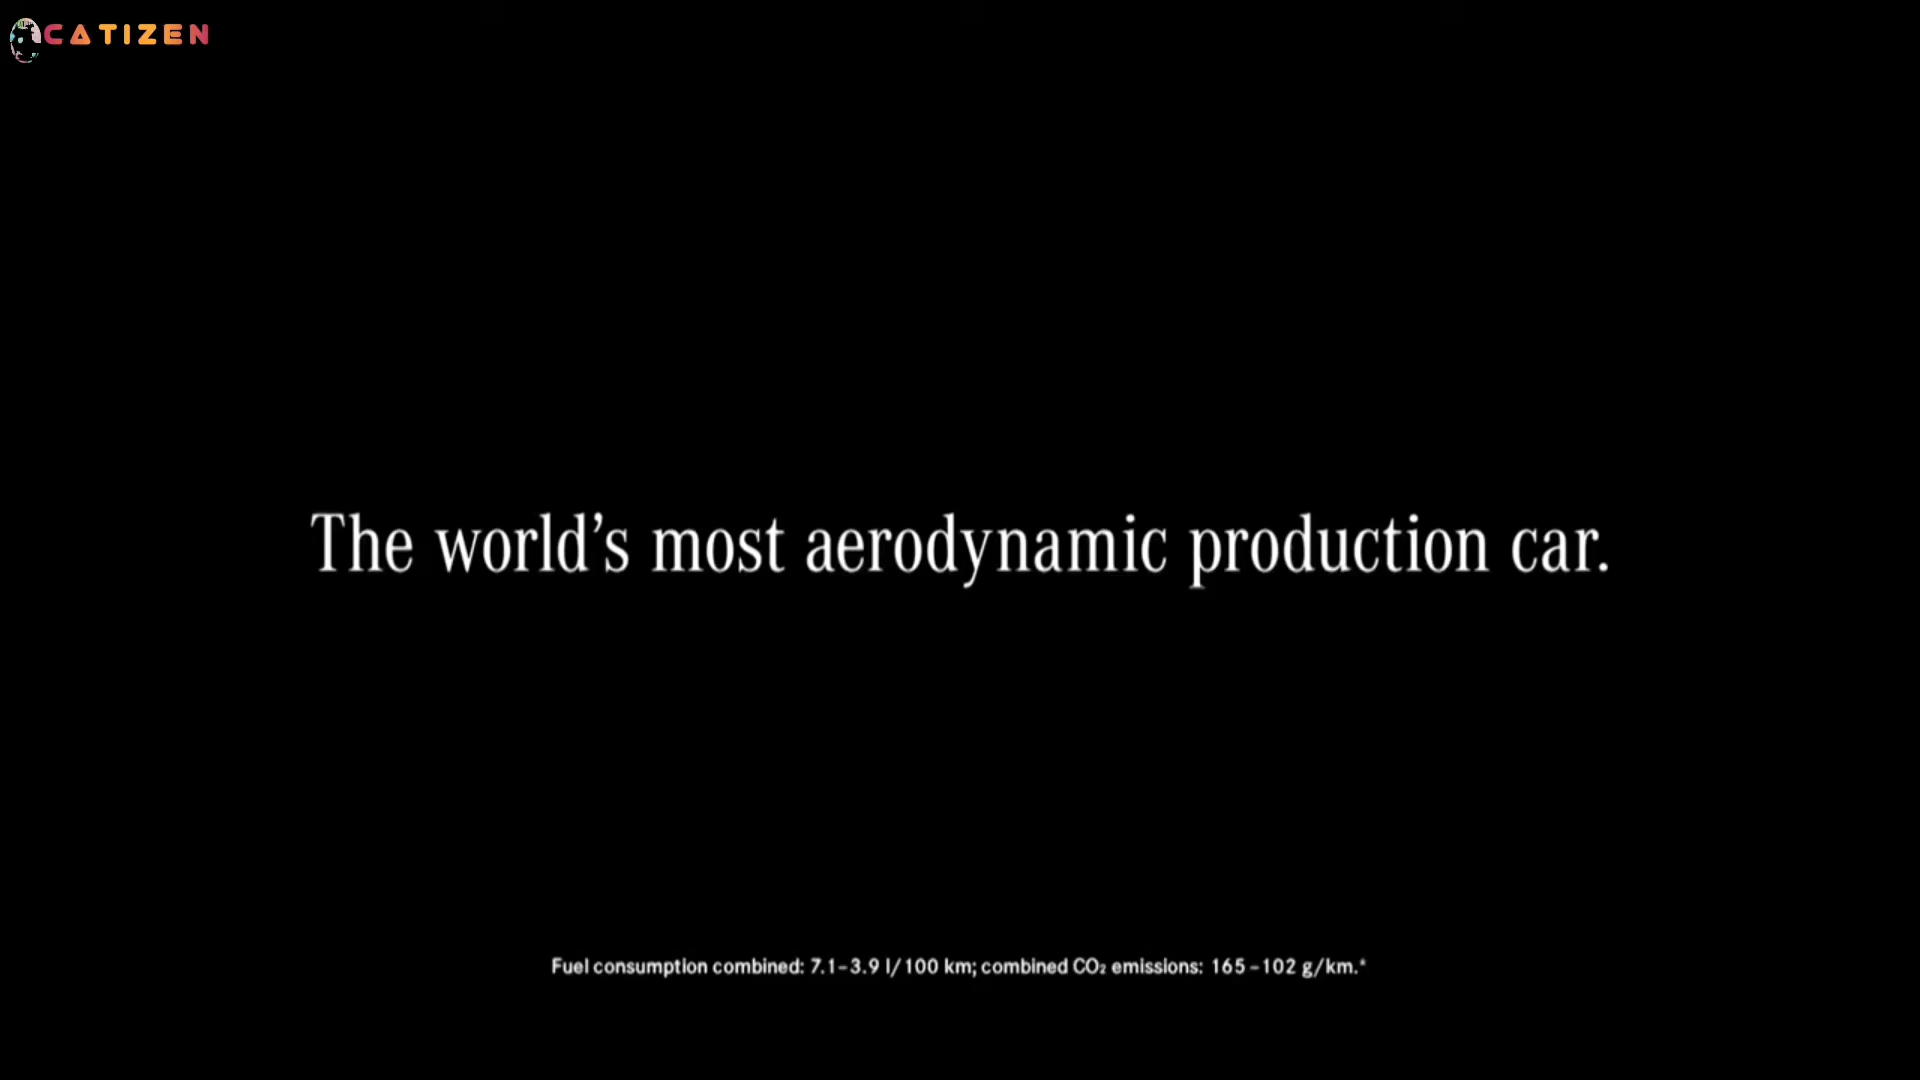 CATIZEN
The world’s most aerodynamic production car.
Fuel consumption combined: 7.1–3.9 l/100 km; combined CO₂ emissions: 165–102 g/km.*